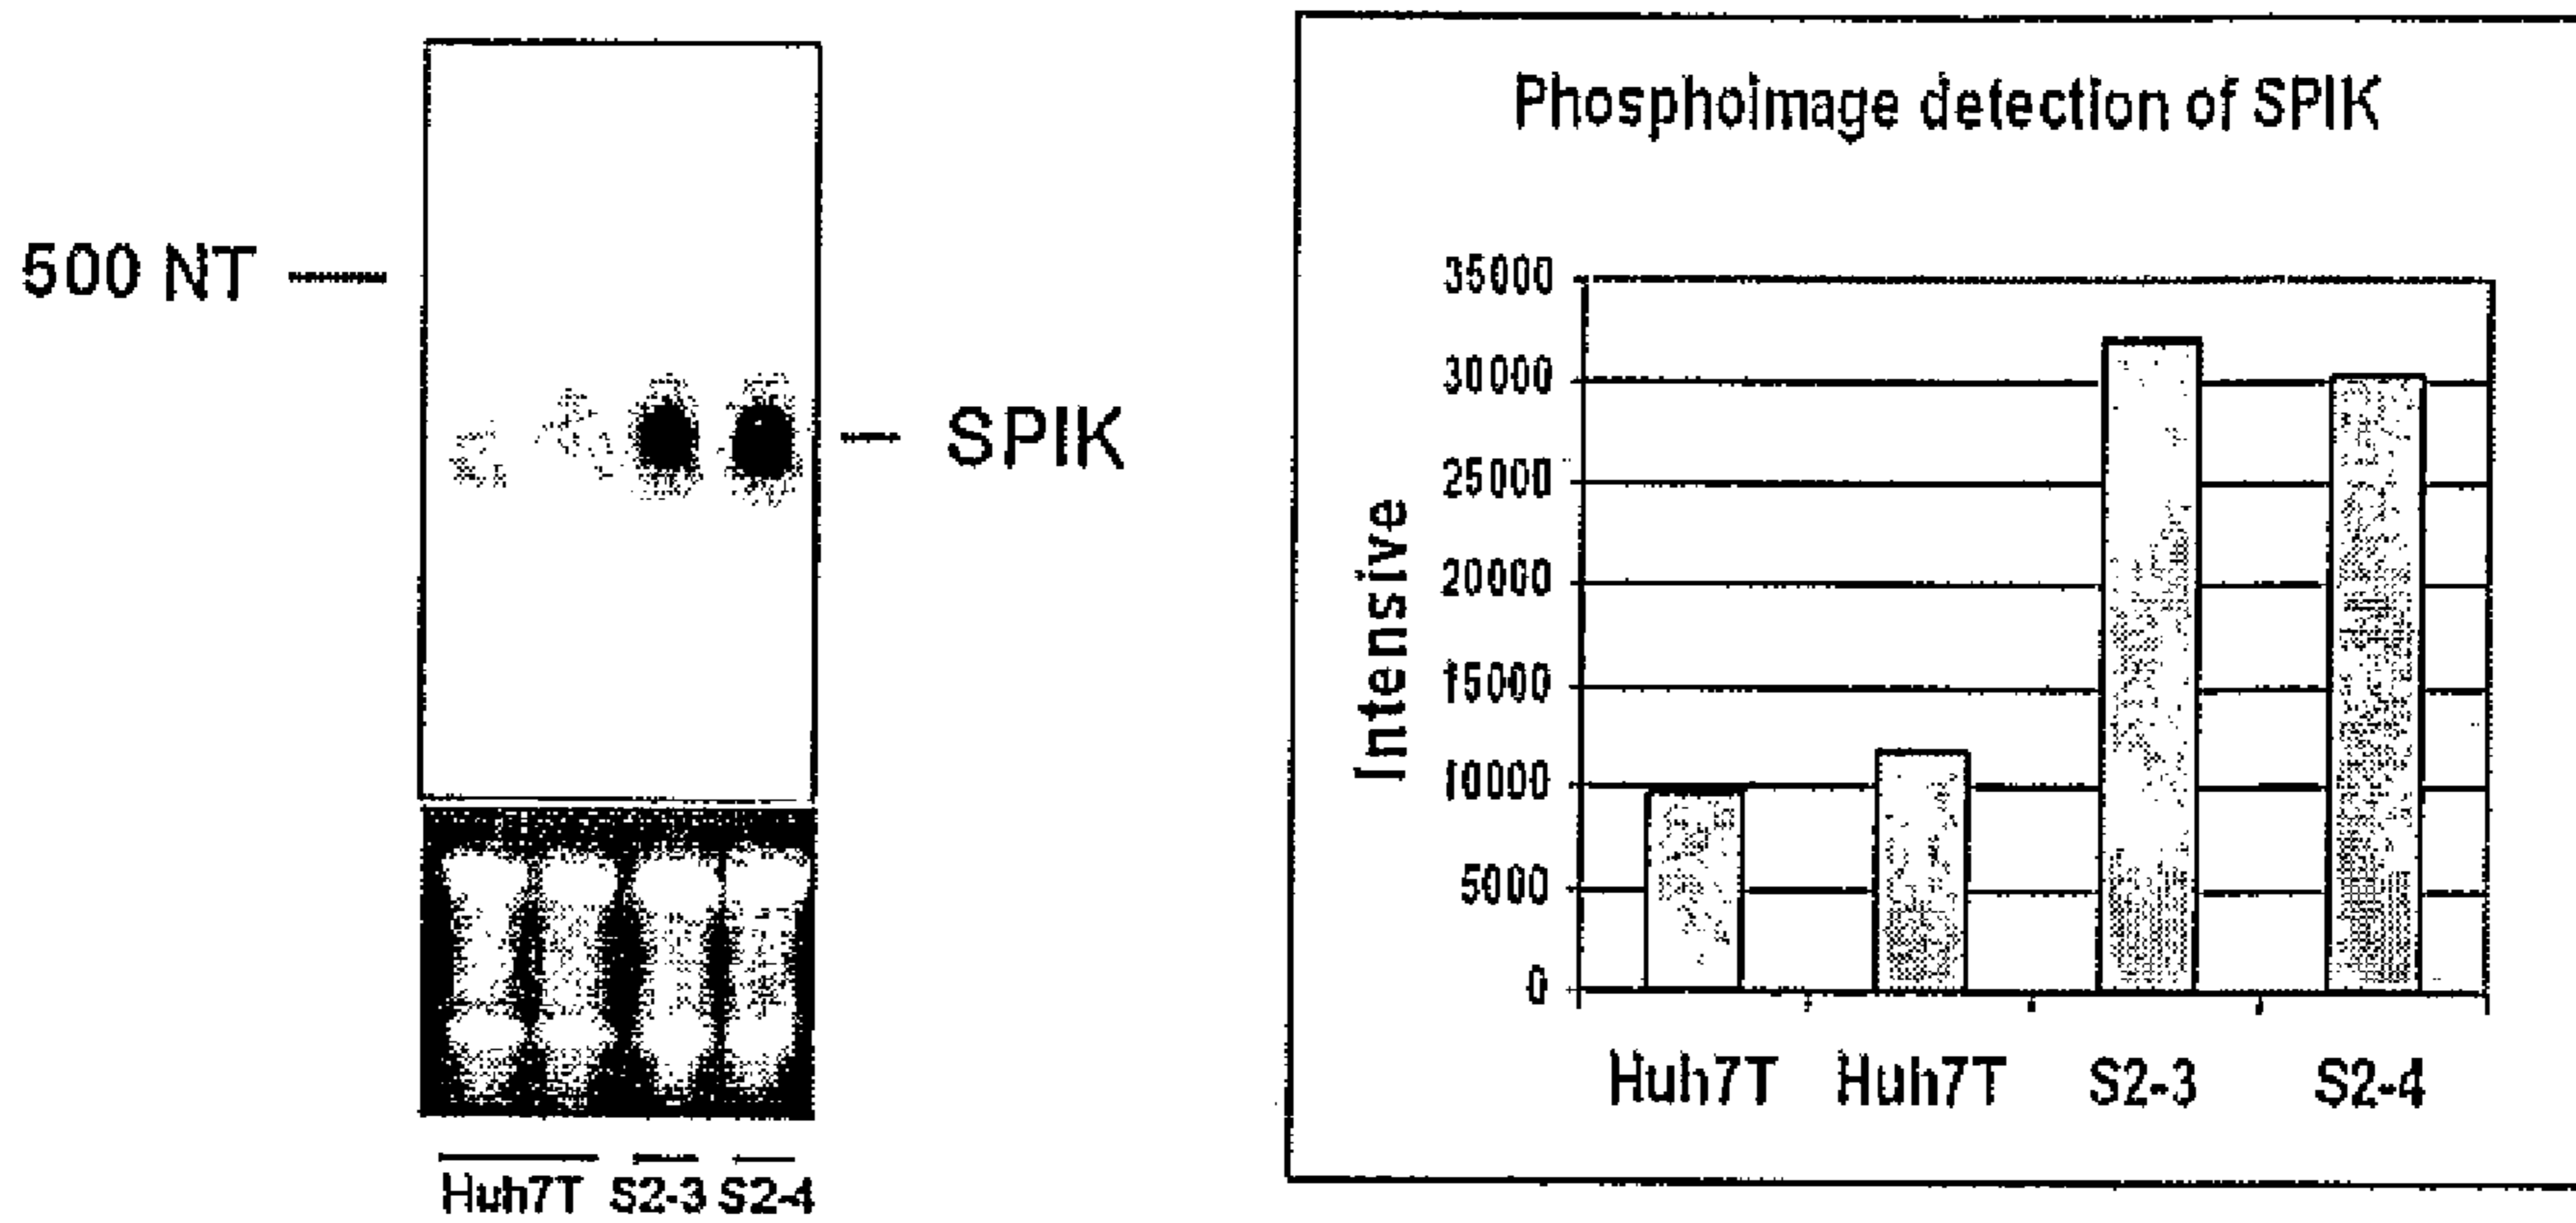 500 NT
SPIK
Huh7T S2-3 S2-4
Phosphoimage detection of SPIK
Intensive
35000
30000
25000
20000
15000
10000
5000
0
Huh7T Huh7T S2-3 S2-4